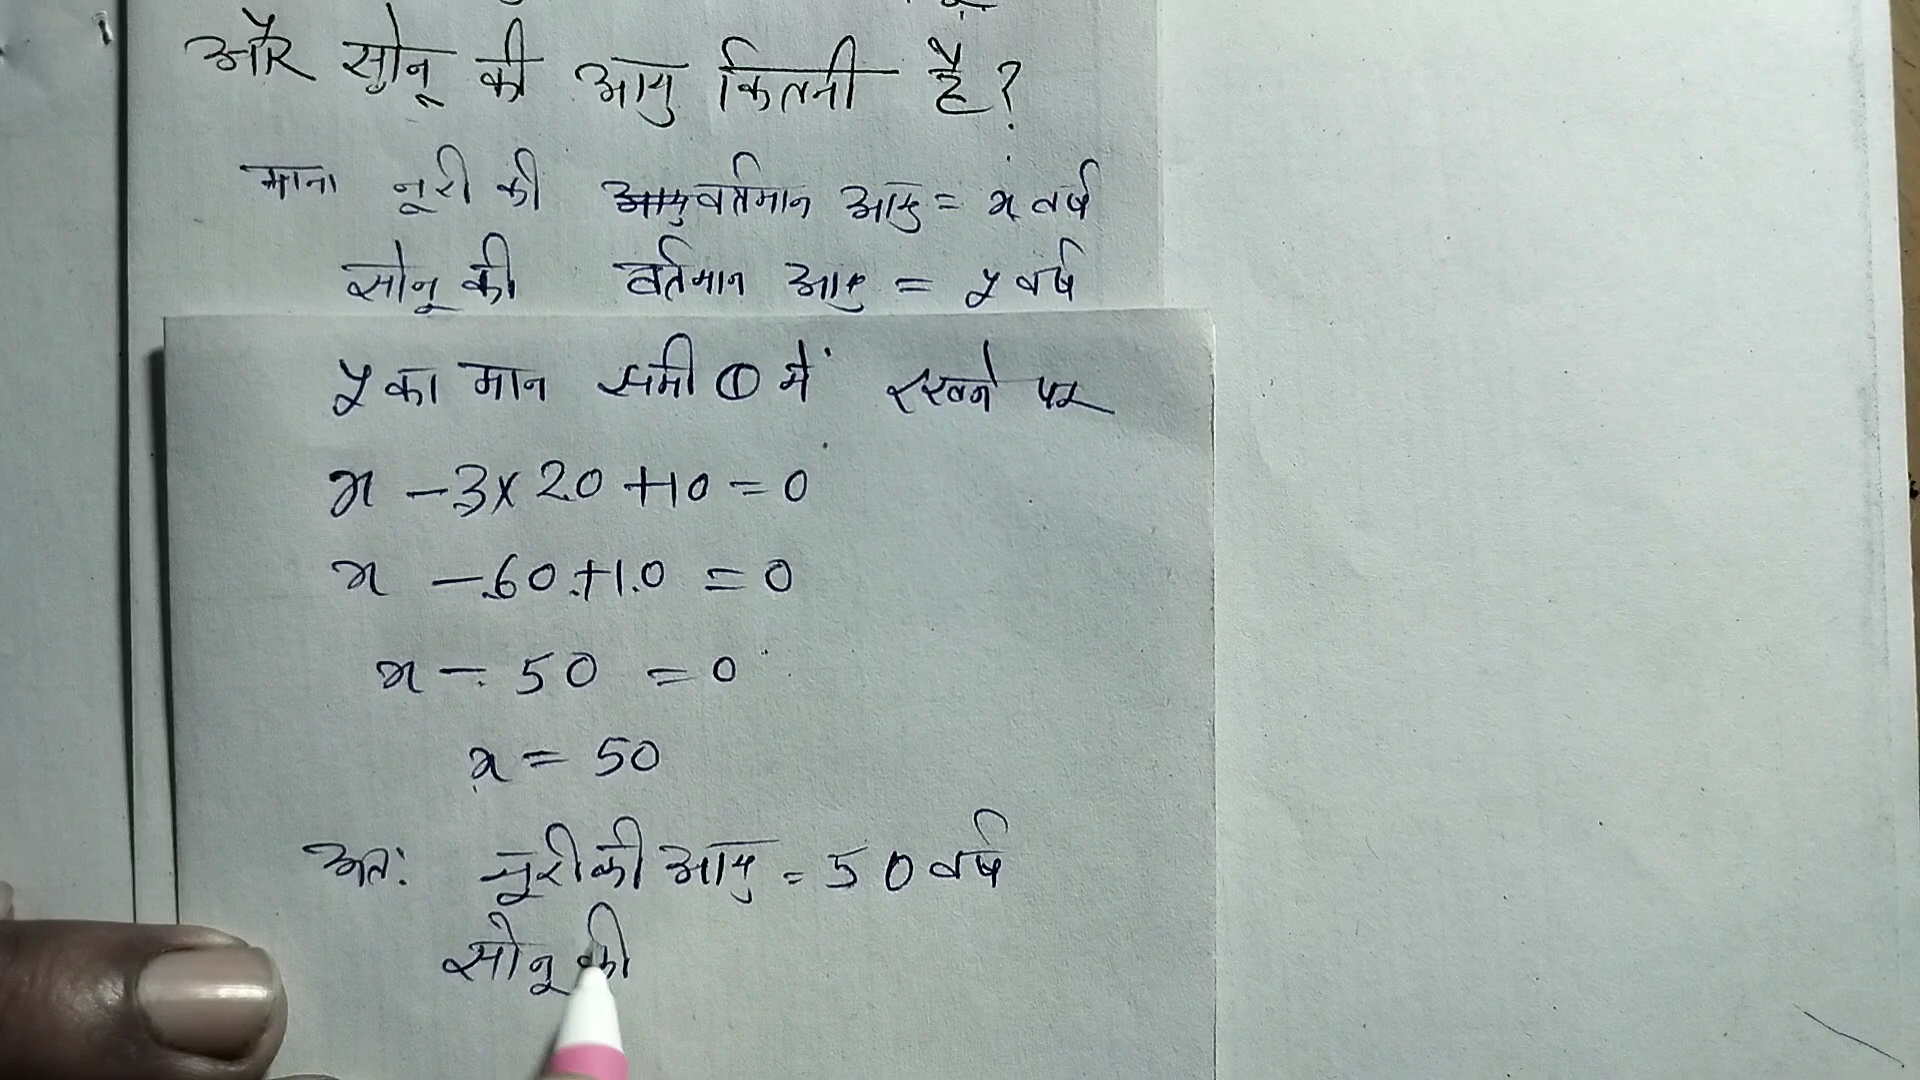 और सोनू की आयु कितनी है?
माना नूरी की आयु वर्तमान आयु = x वर्ष
सोनू की वर्तमान आयु = y वर्ष
y का मान समी ① में रखने पर
x - 3 x 20 + 10 = 0
x - 60 + 10 = 0
x - 50 = 0
x = 50
अतः नूरी की आयु = 50 वर्ष
सोनू की